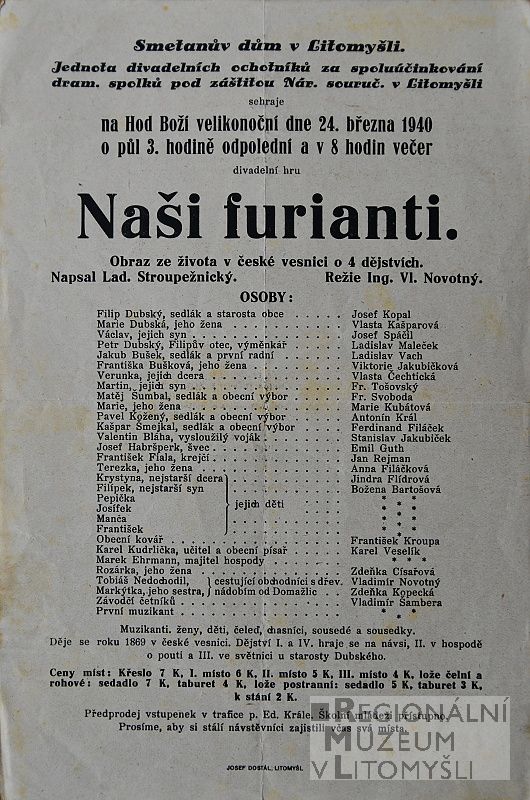 Smetanův dům v Litomyšli.
Jednota divadelních ochotníků za spoluúčinkování
dram. spolků pod záštitou Nár. souruč. v Litomyšli
sehraje
na Hod Boží velikonoční dne 24. března 1940
o půl 3. hodině odpolední a v 8 hodin večer
divadelní hru
Naši furianti.
Obraz ze života v české vesnici o 4 dějstvích.
Napsal Lad. Stroupežnický. Režie Ing. Vl. Novotný.
OSOBY:
Filip Dubský, sedlák a starosta obce . . . . . Josef Kopal
Marie Dubská, jeho žena . . . . . Vlasta Kašparová
Václav, jejich syn . . . . . Josef Spáčil
Petr Dubský, Filipův otec, výměnkář . . . . . Ladislav Maleček
Jakub Bušek, sedlák a první radní . . . . . Ladislav Vach
Františka Bušková, jeho žena . . . . . Viktorie Jakubíčková
Verunka, jejich dcera . . . . . Vlasta Čechtická
Martin, jejich syn . . . . . Fr. Tošovský
Matěj Šumbal, sedlák a obecní výbor . . . . . Fr. Svoboda
Marie, jeho žena . . . . . Marie Kubátová
Pavel Kožený, sedlák a obecní výbor . . . . . Antonín Král
Kašpar Smejkal, sedlák a obecní výbor . . . . . Ferdinand Filáček
Valentin Bláha, vysloužilý voják . . . . . Stanislav Jakubíček
Josef Habršperk, švec . . . . . Emil Guth
František Fiala, krejčí . . . . . Jan Rejman
Terezka, jeho žena . . . . . Anna Filáčková
Krystyna, nejstarší dcera . . . . . Jindra Flídrová
Filípek, nejstarší syn . . . . . Božena Bartošová
Pepička * * *
Josífek jejich děti . . . . . * * *
Manča * * *
František * * *
Obecní kovář . . . . . František Kroupa
Karel Kudrlička, učitel a obecní písař . . . . . Karel Veselík
Marek Ehrmann, majitel hospody . . . . . * * *
Rozárka, jeho žena . . . . . Zdeňka Císařová
Tobiáš Nedochodil, cestující obchodníci s dřev. Vladimír Novotný
Markýtka, jeho sestra, nádobím od Domažlic . . Zdeňka Kopecká
Závodčí četníků . . . . . Vladimír Šambera
První muzikant . . . . . * * *
Muzikanti. ženy, děti, čeleď, chasníci, sousedé a sousedky.
Děje se roku 1869 v české vesnici. Dějství I. a IV. hraje se na návsi, II. v hospodě
o pouti a III. ve světnici u starosty Dubského.
Ceny míst: Křeslo 7 K, I. místo 6 K, II. místo 5 K, III. místo 4 K, lože čelní a
rohové: sedadlo 7 K, taburet 4 K, lože postranní: sedadlo 5 K, taburet 3 K,
k stání 2 K.
Předprodej vstupenek v trafice p. Ed. Krále. Školní mládeži přístupno.
Prosíme, aby si stálí návštěvníci zajistili včas svá místa.
JOSEF DOSTÁL, LITOMYŠL
REGIONÁLNÍ
MUZEUM
V LITOMYŠLI